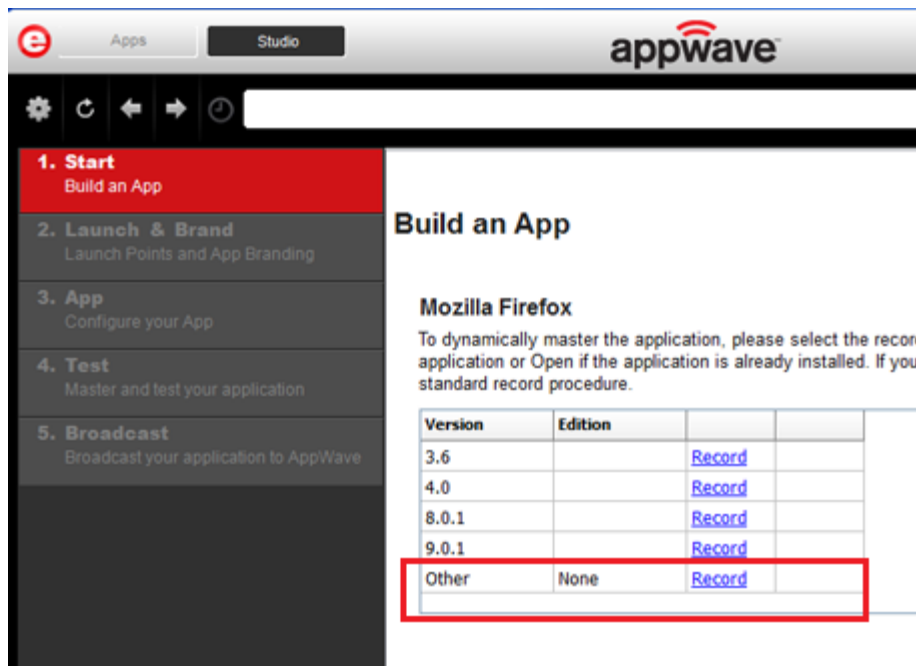 e Apps Studio appwave
1. Start
Build an App
2. Launch & Brand
Launch Points and App Branding
3. App
Configure your App
4. Test
Master and test your application
5. Broadcast
Broadcast your application to AppWave
Build an App
Mozilla Firefox
To dynamically master the application, please select the recor
application or Open if the application is already installed. If you
standard record procedure.
Version Edition
3.6 Record
4.0 Record
8.0.1 Record
9.0.1 Record
Other None Record